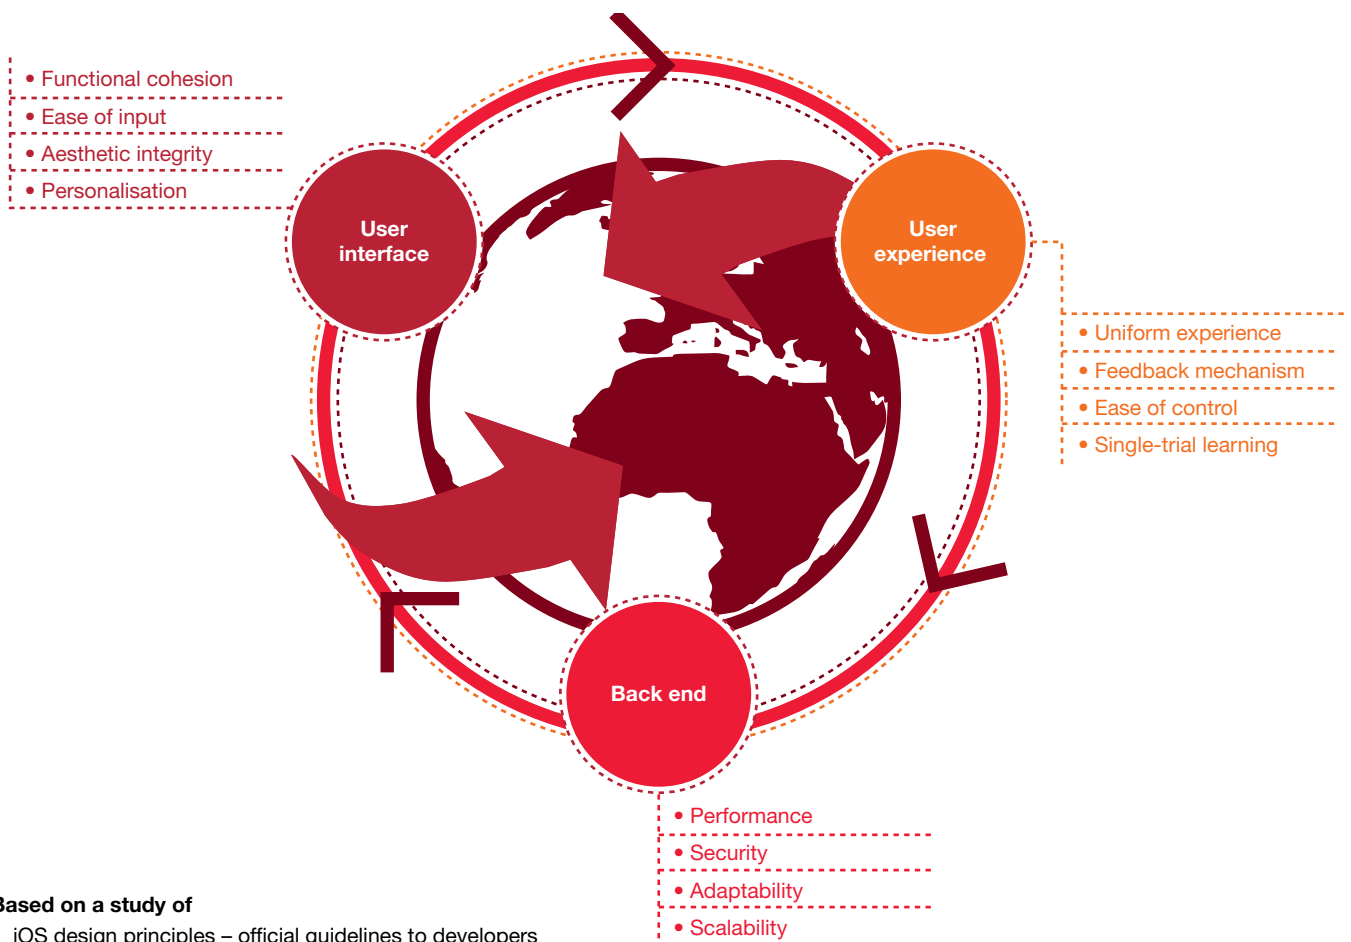 • Functional cohesion
• Ease of input
• Aesthetic integrity
• Personalisation
User
interface
User
experience
• Uniform experience
• Feedback mechanism
• Ease of control
• Single-trial learning
Back end
• Performance
• Security
• Adaptability
• Scalability
Based on a study of
iOS design principles – official guidelines to developers